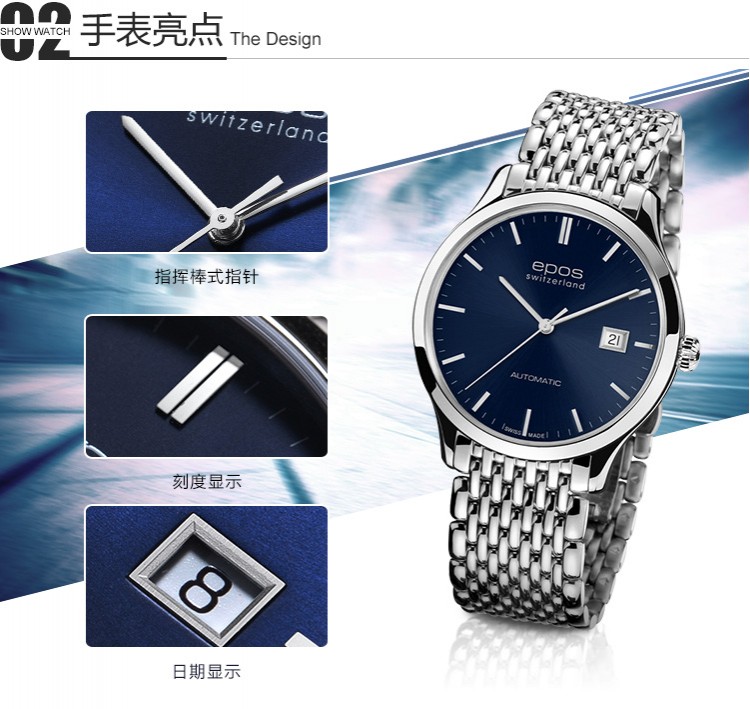 02
SHOW WATCH
手表亮点 The Design
switzerland
指挥棒式指针
刻度显示
8
日期显示
epos
switzerland
21
AUTOMATIC
SWISS MADE